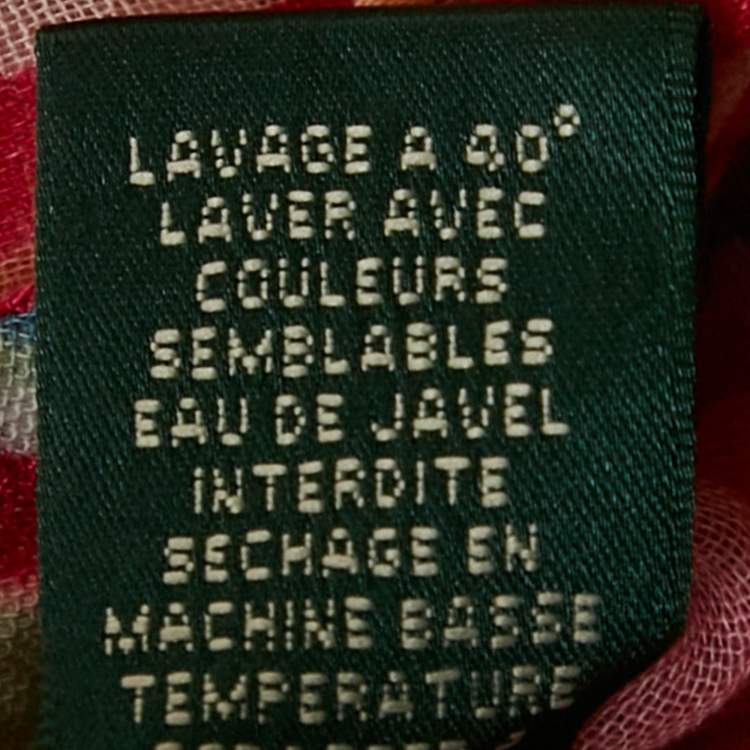 LAVAGE A 40°
LAVER AVEC
COULEURS
SEMBLABLES
EAU DE JAVEL
INTERDITE
SECHAGE EN
MACHINE BASSE
TEMPERATURE